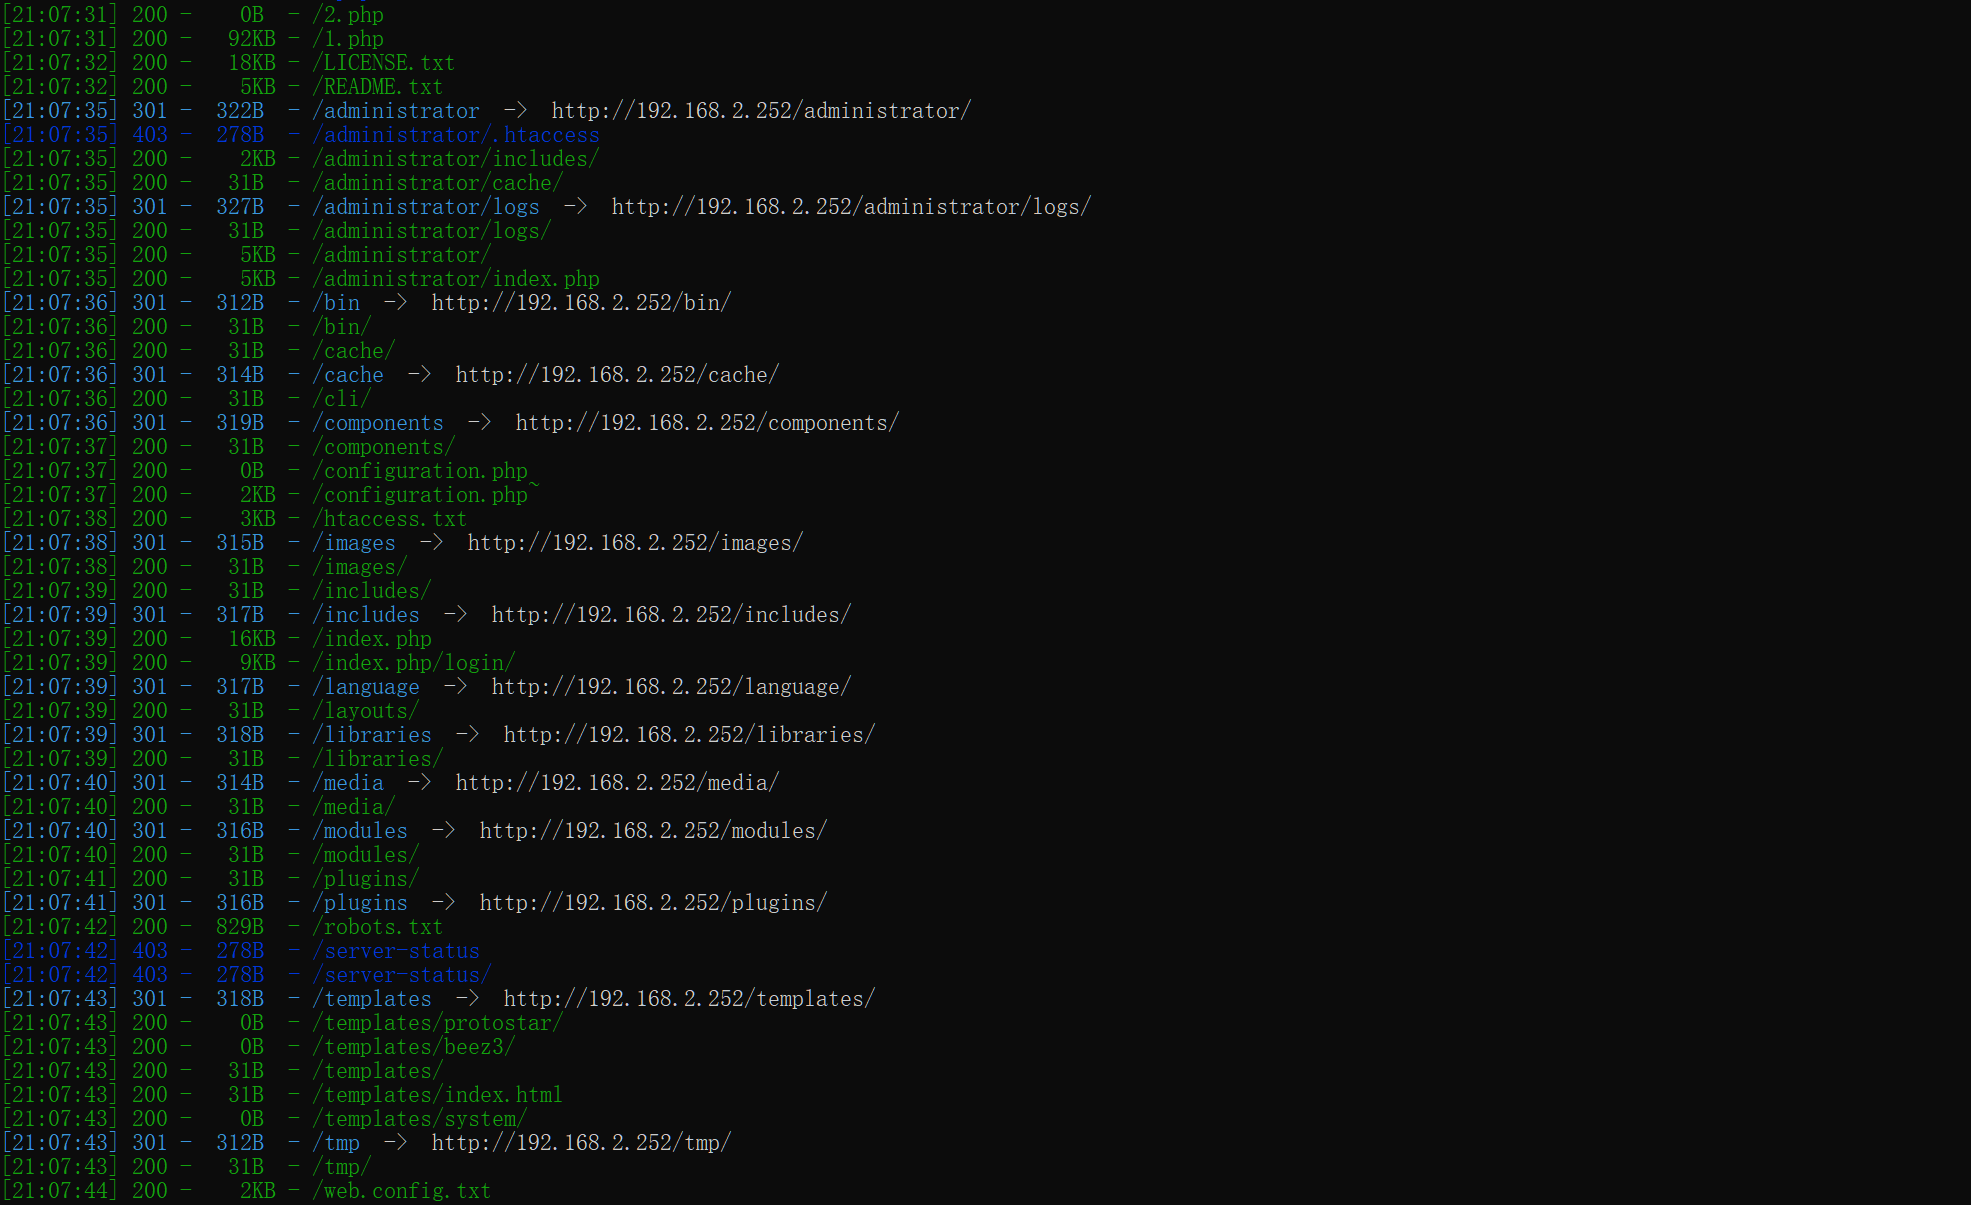 [21:07:31] 200 -    0B  - /2.php
[21:07:31] 200 -   92KB - /1.php
[21:07:32] 200 -   18KB - /LICENSE.txt
[21:07:32] 200 -    5KB - /README.txt
[21:07:35] 301 -  322B  - /administrator  ->  http://192.168.2.252/administrator/
[21:07:35] 403 -  278B  - /administrator/.htaccess
[21:07:35] 200 -    2KB - /administrator/includes/
[21:07:35] 200 -   31B  - /administrator/cache/
[21:07:35] 301 -  327B  - /administrator/logs  ->  http://192.168.2.252/administrator/logs/
[21:07:35] 200 -   31B  - /administrator/logs/
[21:07:35] 200 -    5KB - /administrator/
[21:07:35] 200 -    5KB - /administrator/index.php
[21:07:36] 301 -  312B  - /bin  ->  http://192.168.2.252/bin/
[21:07:36] 200 -   31B  - /bin/
[21:07:36] 200 -   31B  - /cache/
[21:07:36] 301 -  314B  - /cache  ->  http://192.168.2.252/cache/
[21:07:36] 200 -   31B  - /cli/
[21:07:36] 301 -  319B  - /components  ->  http://192.168.2.252/components/
[21:07:37] 200 -   31B  - /components/
[21:07:37] 200 -    0B  - /configuration.php
[21:07:37] 200 -    2KB - /configuration.php~
[21:07:38] 200 -    3KB - /htaccess.txt
[21:07:38] 301 -  315B  - /images  ->  http://192.168.2.252/images/
[21:07:38] 200 -   31B  - /images/
[21:07:39] 200 -   31B  - /includes/
[21:07:39] 301 -  317B  - /includes  ->  http://192.168.2.252/includes/
[21:07:39] 200 -   16KB - /index.php
[21:07:39] 200 -    9KB - /index.php/login/
[21:07:39] 301 -  317B  - /language  ->  http://192.168.2.252/language/
[21:07:39] 200 -   31B  - /layouts/
[21:07:39] 301 -  318B  - /libraries  ->  http://192.168.2.252/libraries/
[21:07:39] 200 -   31B  - /libraries/
[21:07:40] 301 -  314B  - /media  ->  http://192.168.2.252/media/
[21:07:40] 200 -   31B  - /media/
[21:07:40] 301 -  316B  - /modules  ->  http://192.168.2.252/modules/
[21:07:40] 200 -   31B  - /modules/
[21:07:41] 200 -   31B  - /plugins/
[21:07:41] 301 -  316B  - /plugins  ->  http://192.168.2.252/plugins/
[21:07:42] 200 -  829B  - /robots.txt
[21:07:42] 403 -  278B  - /server-status
[21:07:42] 403 -  278B  - /server-status/
[21:07:43] 301 -  318B  - /templates  ->  http://192.168.2.252/templates/
[21:07:43] 200 -    0B  - /templates/protostar/
[21:07:43] 200 -    0B  - /templates/beez3/
[21:07:43] 200 -   31B  - /templates/
[21:07:43] 200 -   31B  - /templates/index.html
[21:07:43] 200 -    0B  - /templates/system/
[21:07:43] 301 -  312B  - /tmp  ->  http://192.168.2.252/tmp/
[21:07:43] 200 -   31B  - /tmp/
[21:07:44] 200 -    2KB - /web.config.txt